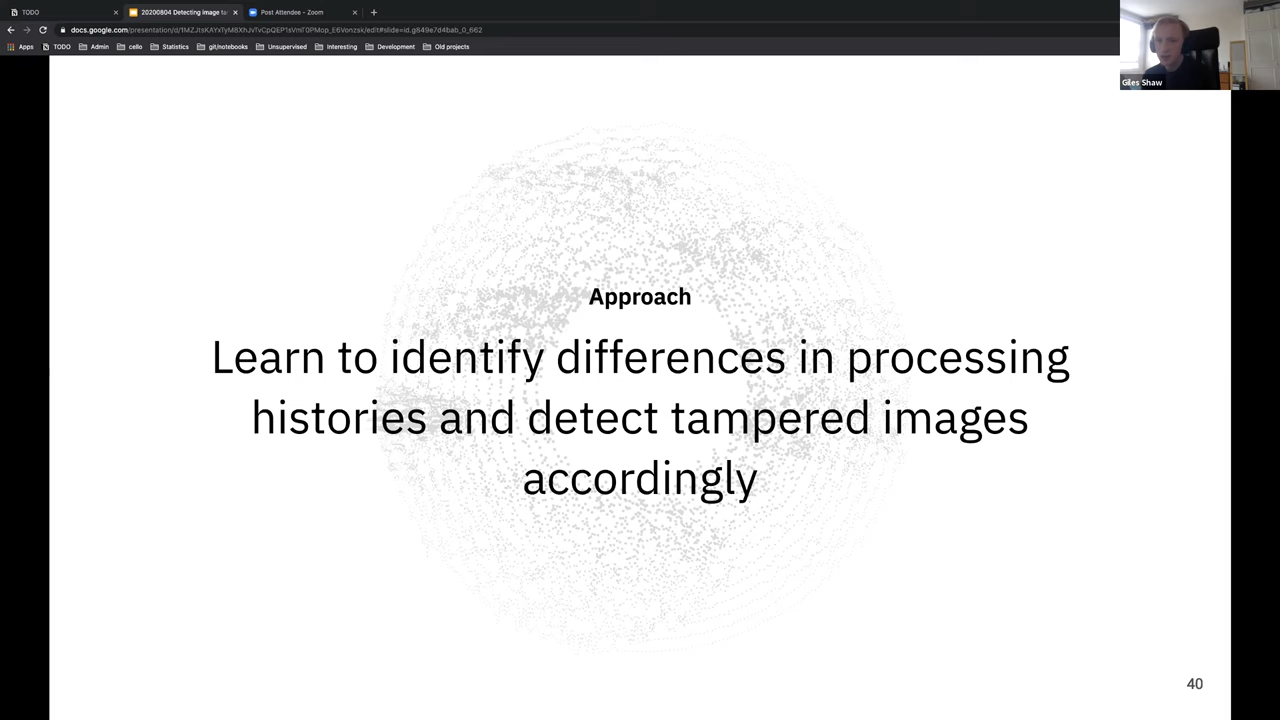 TODO
20200804 Detecting image ta
Post Attendee - Zoom
Apps
TODO
Admin
cello
Statistics
git/notebooks
Unsupervised
Interesting
Development
Old projects
Giles Shaw
Approach
Learn to identify differences in processing
histories and detect tampered images
accordingly
40